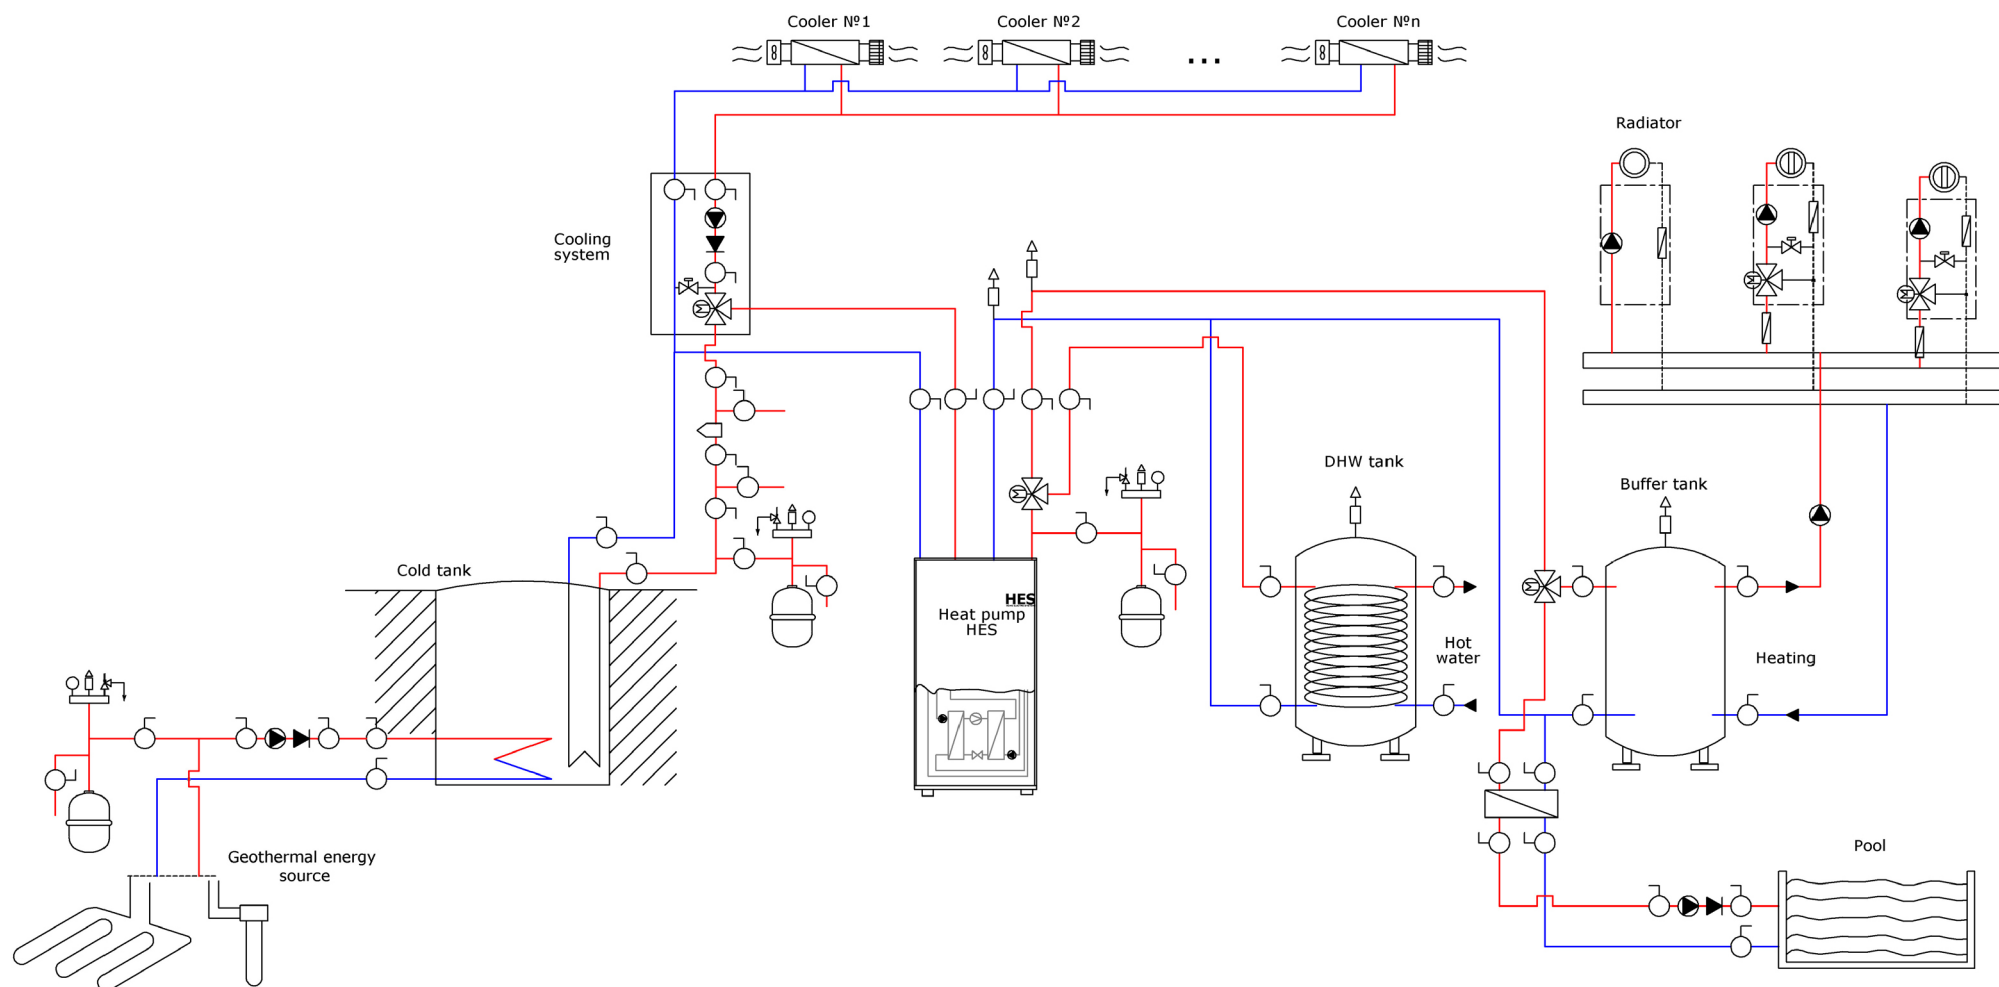 Cooler №1
Cooler №2
...
Cooler №n
Radiator
Cooling
system
DHW tank
Buffer tank
Cold tank
HES
Heat pump
HES
Hot
water
Heating
Geothermal energy
source
Pool